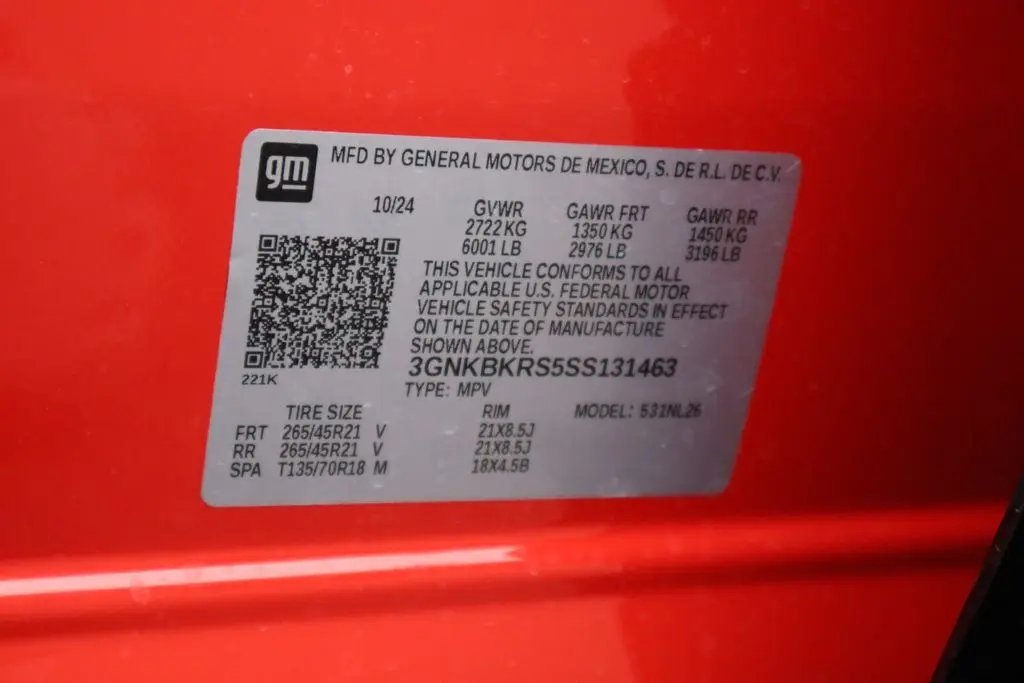 gm MFD BY GENERAL MOTORS DE MEXICO, S. DE R.L. DE C.V.
10/24 GVWR GAWR FRT GAWR RR
2722 KG 1350 KG 1450 KG
6001 LB 2976 LB 3196 LB
THIS VEHICLE CONFORMS TO ALL
APPLICABLE U.S. FEDERAL MOTOR
VEHICLE SAFETY STANDARDS IN EFFECT
ON THE DATE OF MANUFACTURE
SHOWN ABOVE.
3GNKBKRS5SS131463
221K
TYPE: MPV
TIRE SIZE RIM MODEL: 531NL26
FRT 265/45R21 V 21X8.5J
RR 265/45R21 V 21X8.5J
SPA T135/70R18 M 18X4.5B